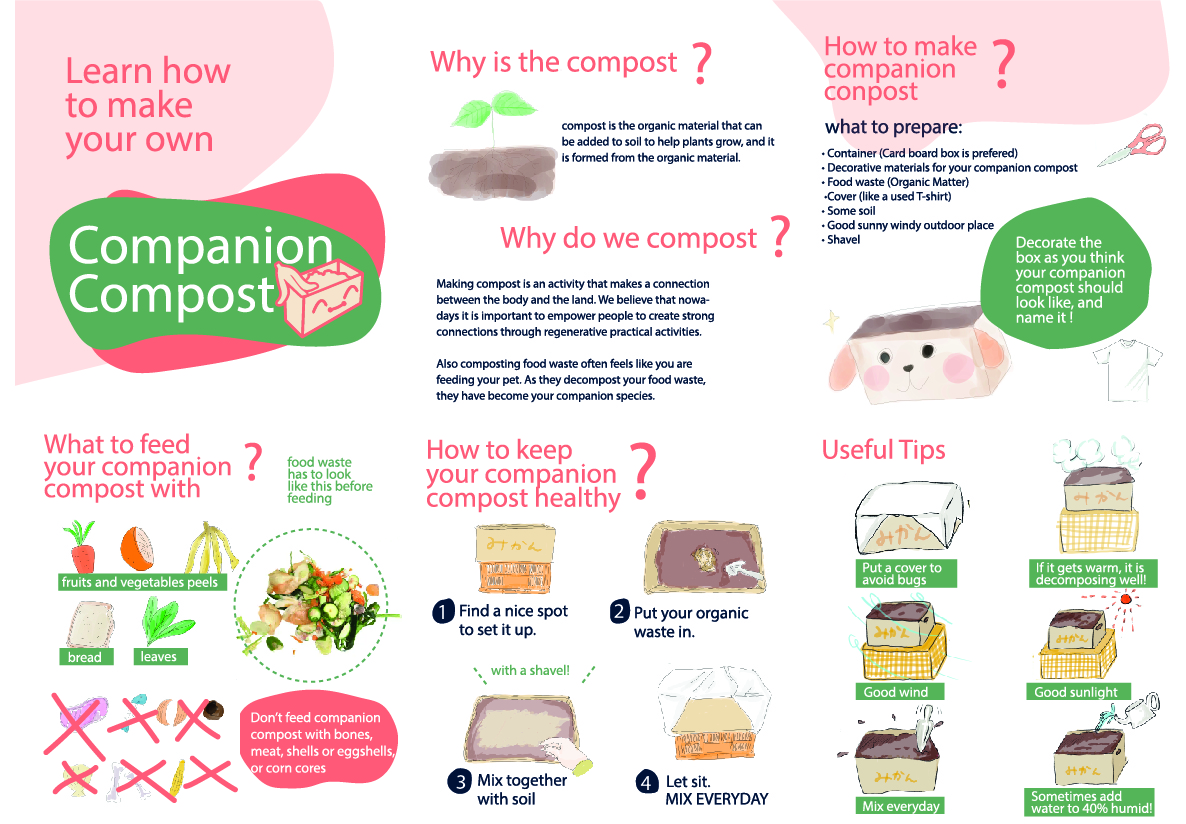 Learn how
to make
your own
Companion
Compost
Why is the compost ?
compost is the organic material that can
be added to soil to help plants grow, and it
is formed from the organic material.
Why do we compost ?
Making compost is an activity that makes a connection
between the body and the land. We believe that nowa-
days it is important to empower people to create strong
connections through regenerative practical activities.
Also composting food waste often feels like you are
feeding your pet. As they decompost your food waste,
they have become your companion species.
How to make
companion
conpost
?
what to prepare:
• Container (Card board box is prefered)
• Decorative materials for your companion compost
• Food waste (Organic Matter)
•Cover (like a used T-shirt)
• Some soil
• Good sunny windy outdoor place
• Shavel
Decorate the
box as you think
your companion
compost should
look like, and
name it !
What to feed
your companion
compost with
?
food waste
has to look
like this before
feeding
fruits and vegetables peels
bread
leaves
Don't feed companion
compost with bones,
meat, shells or eggshells,
or corn cores
How to keep
your companion
compost healthy
?
みかん
1 Find a nice spot
to set it up.
2 Put your organic
waste in.
with a shavel!
3 Mix together
with soil
4 Let sit.
MIX EVERYDAY
Useful Tips
みかん
Put a cover to
avoid bugs
みかん
If it gets warm, it is
decomposing well!
みかん
Good wind
みかん
Good sunlight
みかん
Mix everyday
みかん
Sometimes add
water to 40% humid!